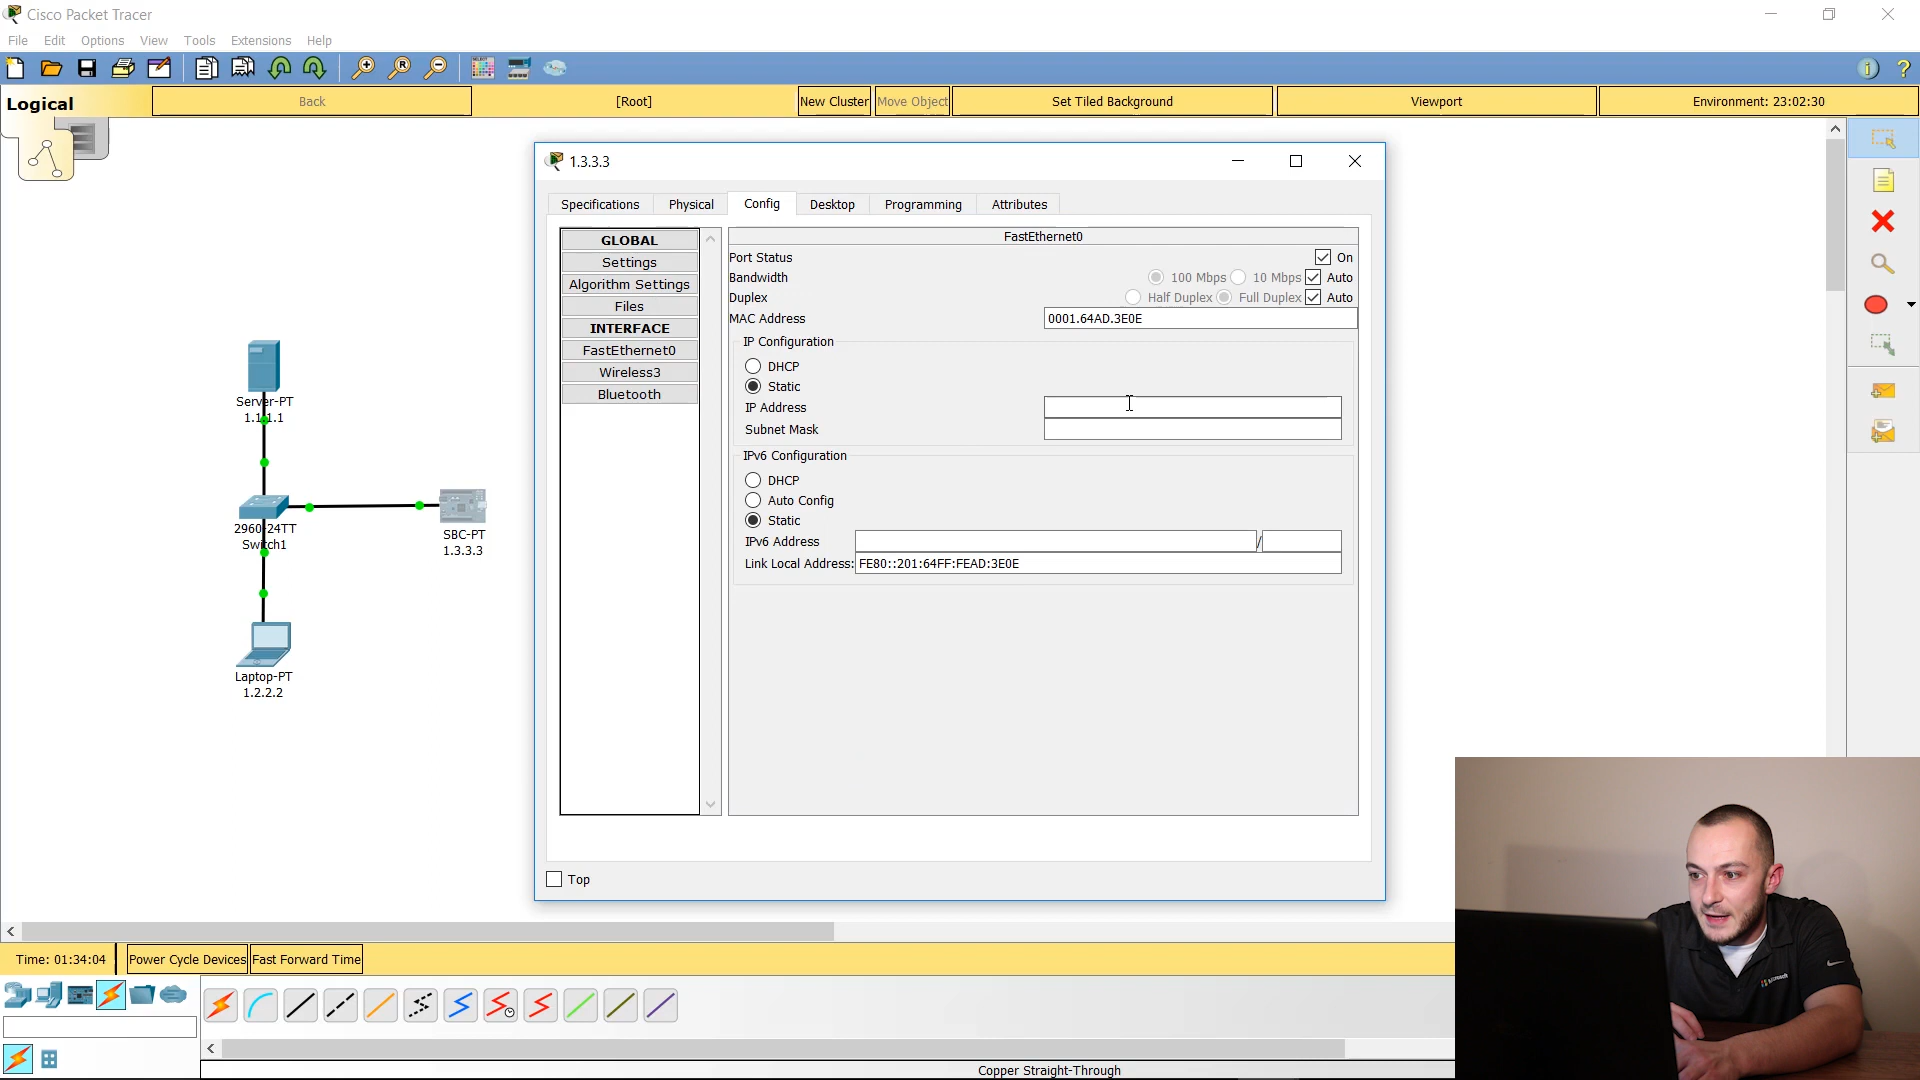 Cisco Packet Tracer
File Edit Options View Tools Extensions Help
Logical
Back
[Root]
New Cluster
Move Object
Set Tiled Background
Viewport
Environment: 23:02:30
1.3.3.3
Specifications Physical Config Desktop Programming Attributes
GLOBAL
Settings
Algorithm Settings
Files
INTERFACE
FastEthernet0
Wireless3
Bluetooth
FastEthernet0
Port Status On
Bandwidth 100 Mbps 10 Mbps Auto
Duplex Half Duplex Full Duplex Auto
MAC Address 0001.64AD.3E0E
IP Configuration
DHCP
Static
IP Address
Subnet Mask
IPv6 Configuration
DHCP
Auto Config
Static
IPv6 Address /
Link Local Address: FE80::201:64FF:FEAD:3E0E
Top
Server-PT
1.1.1.1
2960-24TT
Switch1
SBC-PT
1.3.3.3
Laptop-PT
1.2.2.2
Time: 01:34:04
Power Cycle Devices
Fast Forward Time
Copper Straight-Through
Microsoft